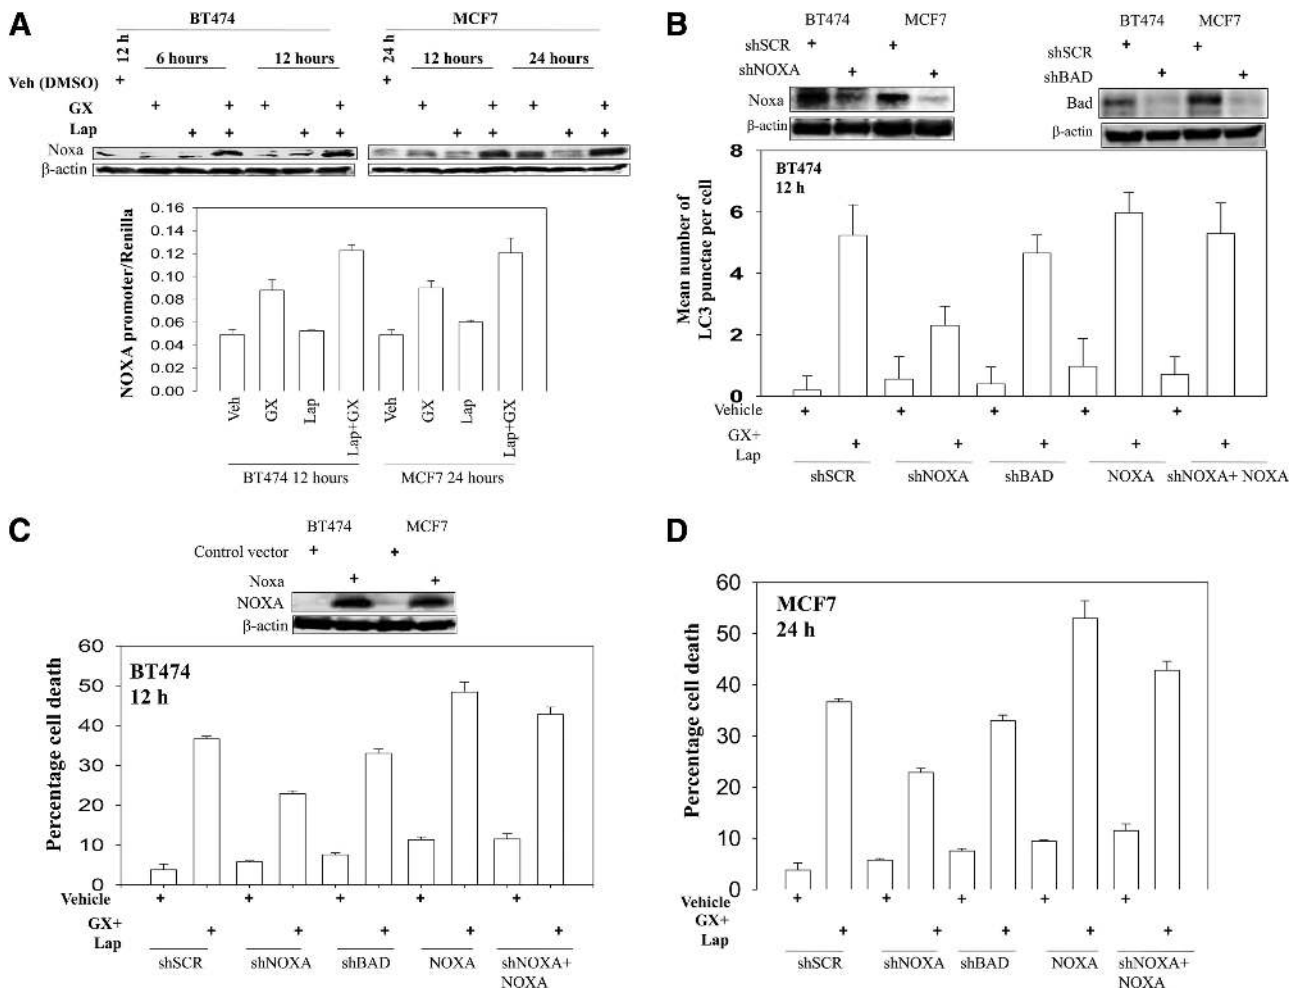 A
BT474
MCF7
12 h
6 hours
12 hours
24 h
12 hours
24 hours
Veh (DMSO) +
+
GX + + + + + + + +
Lap + + + + + + + +
Noxa
β-actin
NOXA promoter/Renilla
0.16
0.14
0.12
0.10
0.08
0.06
0.04
0.02
0.00
Veh
GX
Lap
Lap+GX
Veh
GX
Lap
Lap+GX
BT474 12 hours
MCF7 24 hours
B
BT474 MCF7
shSCR + +
shNOXA + +
Noxa
β-actin
BT474 MCF7
shSCR + +
shBAD + +
Bad
β-actin
BT474
12 h
Mean number of
LC3 punctae per cell
8
6
4
2
0
Vehicle + + + + +
GX+
Lap + + + + +
shSCR shNOXA shBAD NOXA shNOXA+ NOXA
C
BT474 MCF7
Control vector + +
Noxa + +
NOXA
β-actin
BT474
12 h
Percentage cell death
60
50
40
30
20
10
0
Vehicle + + + + +
GX+
Lap + + + + +
shSCR shNOXA shBAD NOXA shNOXA+
NOXA
D
MCF7
24 h
Percentage cell death
60
50
40
30
20
10
0
Vehicle + + + + +
GX+
Lap + + + + +
shSCR shNOXA shBAD NOXA shNOXA+
NOXA